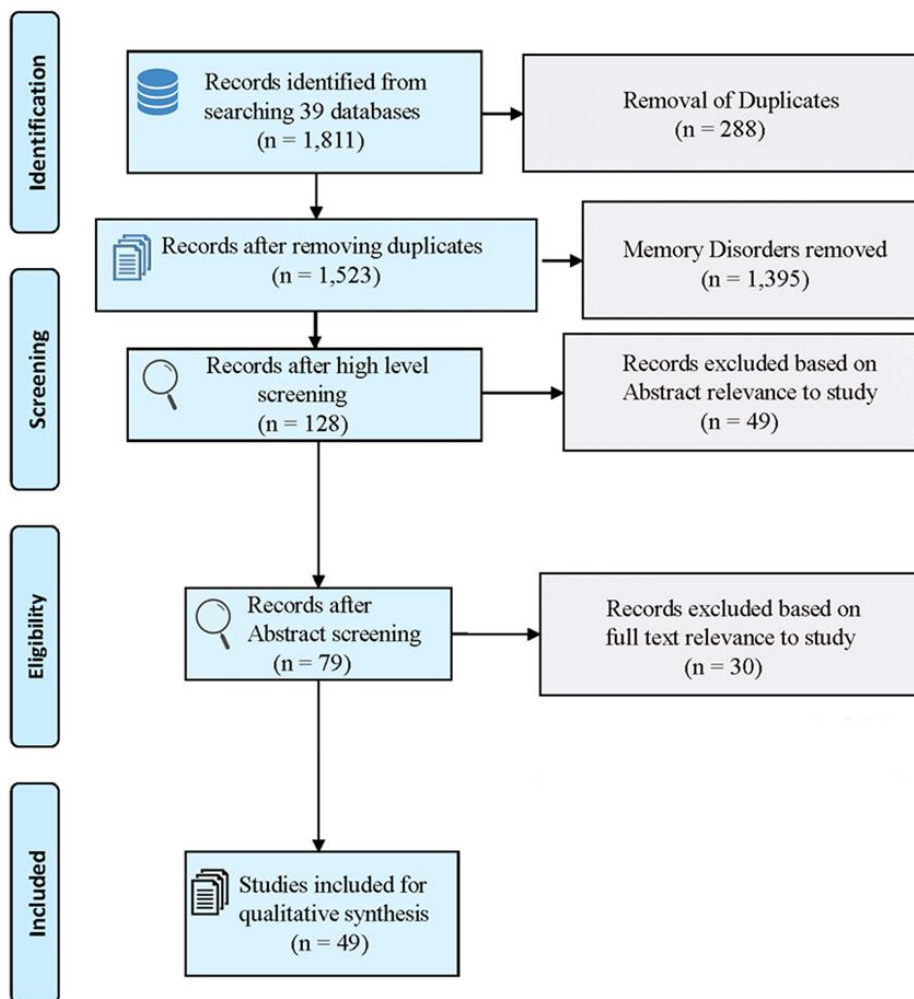 Identification
Records identified from
searching 39 databases
(n = 1,811)
Removal of Duplicates
(n = 288)
Records after removing duplicates
(n = 1,523)
Memory Disorders removed
(n = 1,395)
Screening
Records after high level
screening
(n = 128)
Records excluded based on
Abstract relevance to study
(n = 49)
Eligibility
Records after
Abstract screening
(n = 79)
Records excluded based on
full text relevance to study
(n = 30)
Included
Studies included for
qualitative synthesis
(n = 49)